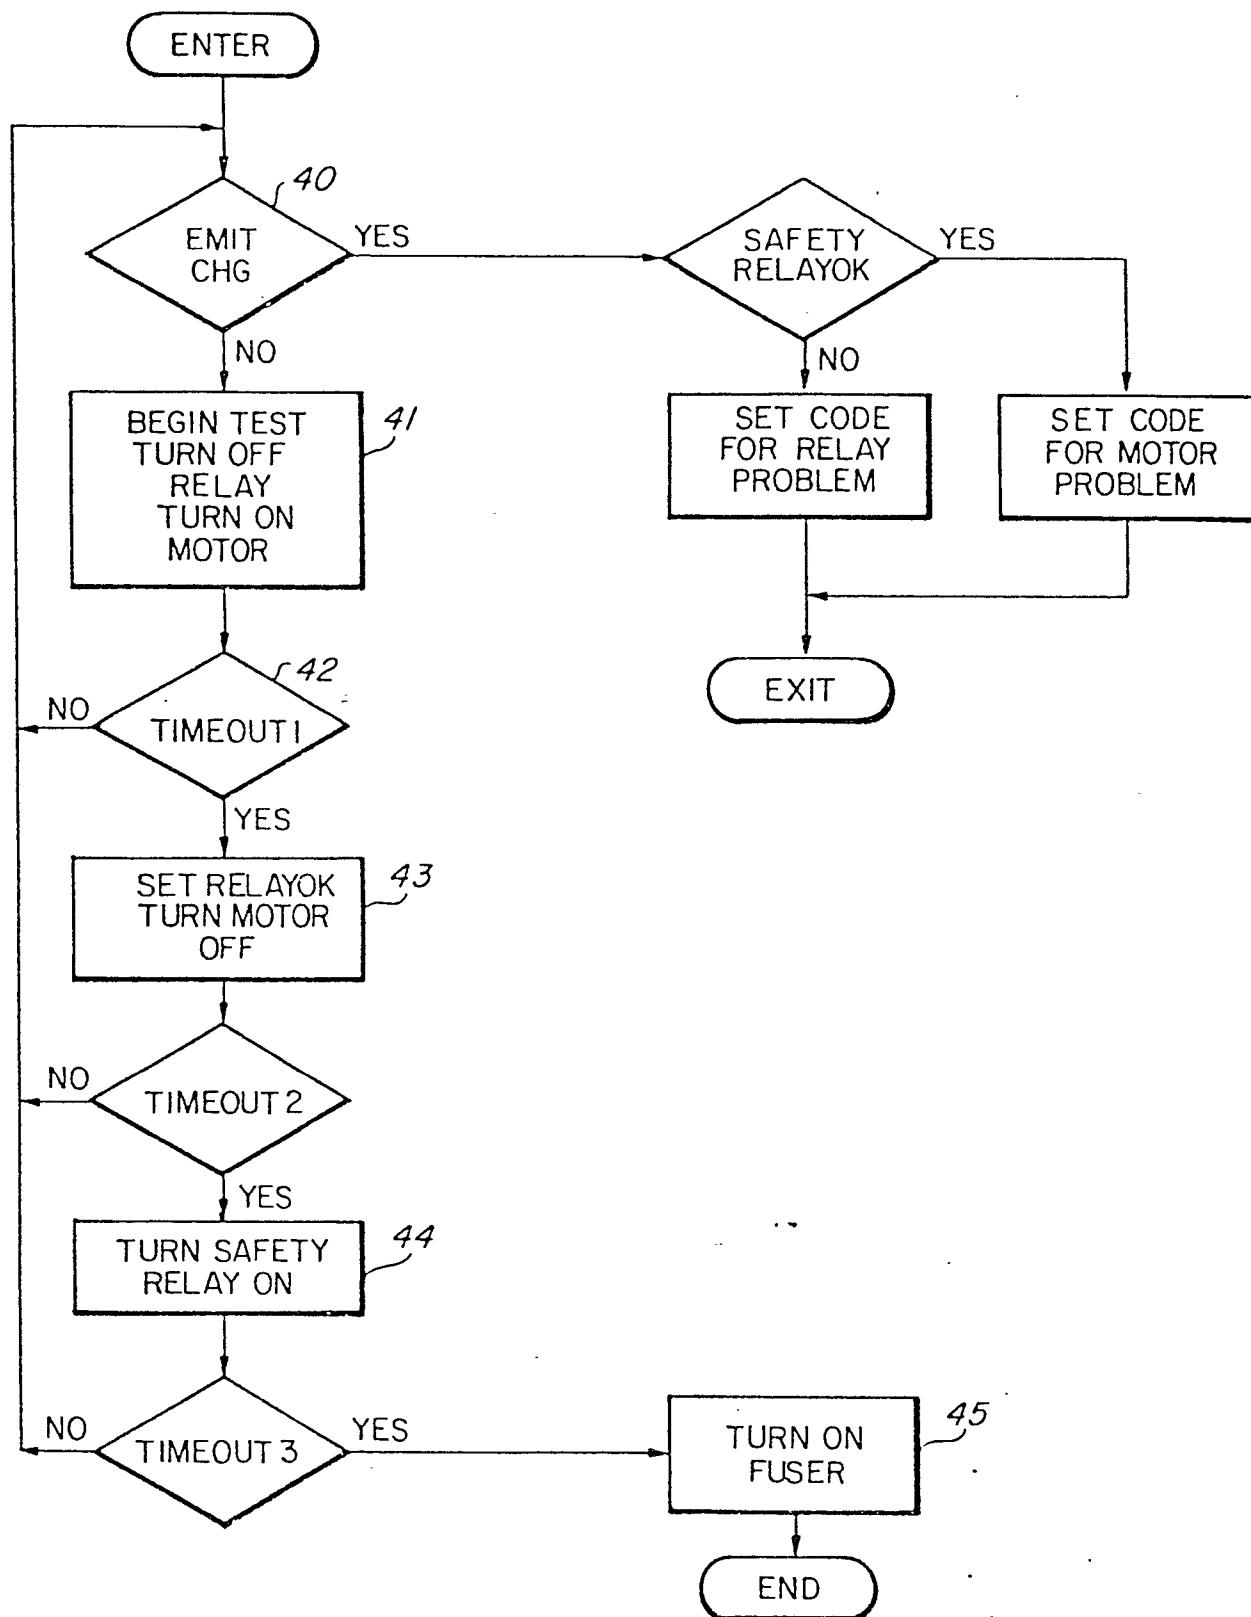 ENTER
40
EMIT
CHG
YES
NO
SAFETY
RELAYOK
YES
NO
BEGIN TEST
TURN OFF
RELAY
TURN ON
MOTOR
41
SET CODE
FOR RELAY
PROBLEM
SET CODE
FOR MOTOR
PROBLEM
EXIT
42
TIMEOUT 1
NO
YES
SET RELAYOK
TURN MOTOR
OFF
43
TIMEOUT 2
NO
YES
TURN SAFETY
RELAY ON
44
TIMEOUT 3
NO
YES
TURN ON
FUSER
45
END